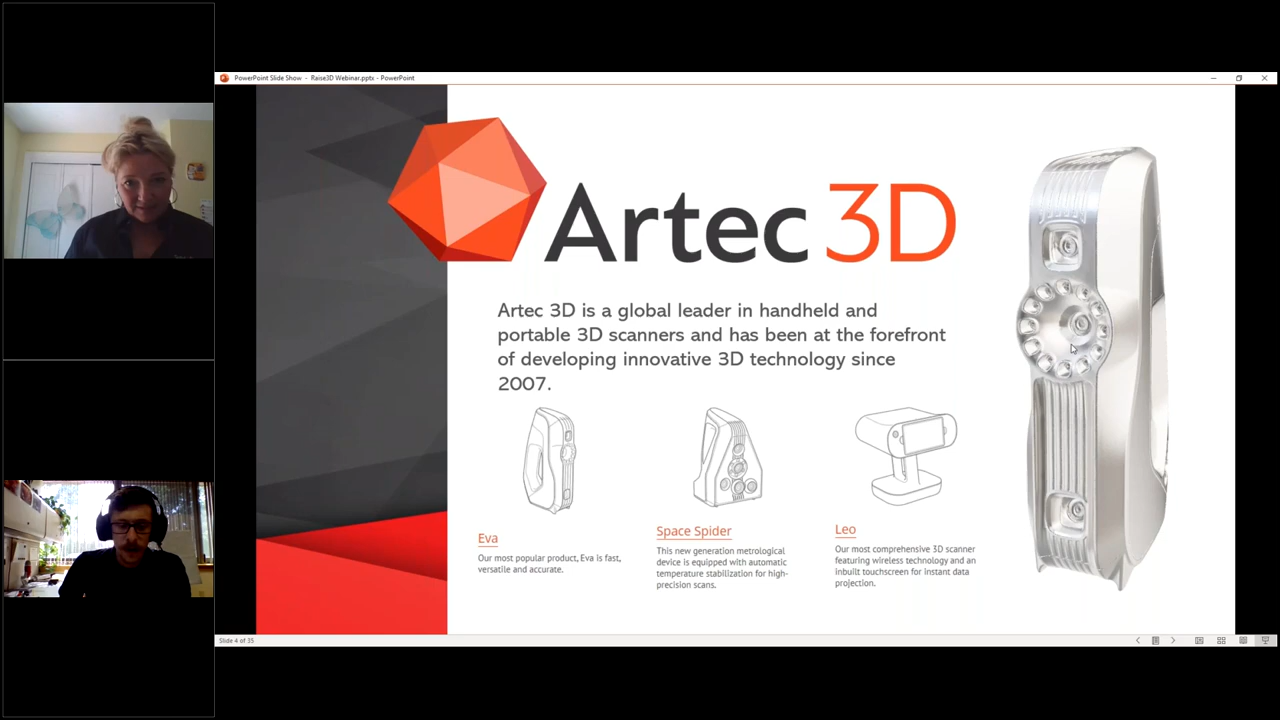 PowerPoint Slide Show - Raise3D Webinar.pptx - PowerPoint
Artec 3D
Artec 3D is a global leader in handheld and
portable 3D scanners and has been at the forefront
of developing innovative 3D technology since
2007.
Eva
Our most popular product, Eva is fast,
versatile and accurate.
Space Spider
This new generation metrological
device is equipped with automatic
temperature stabilization for high-
precision scans.
Leo
Our most comprehensive 3D scanner
featuring wireless technology and an
inbuilt touchscreen for instant data
projection.
Slide 4 of 35